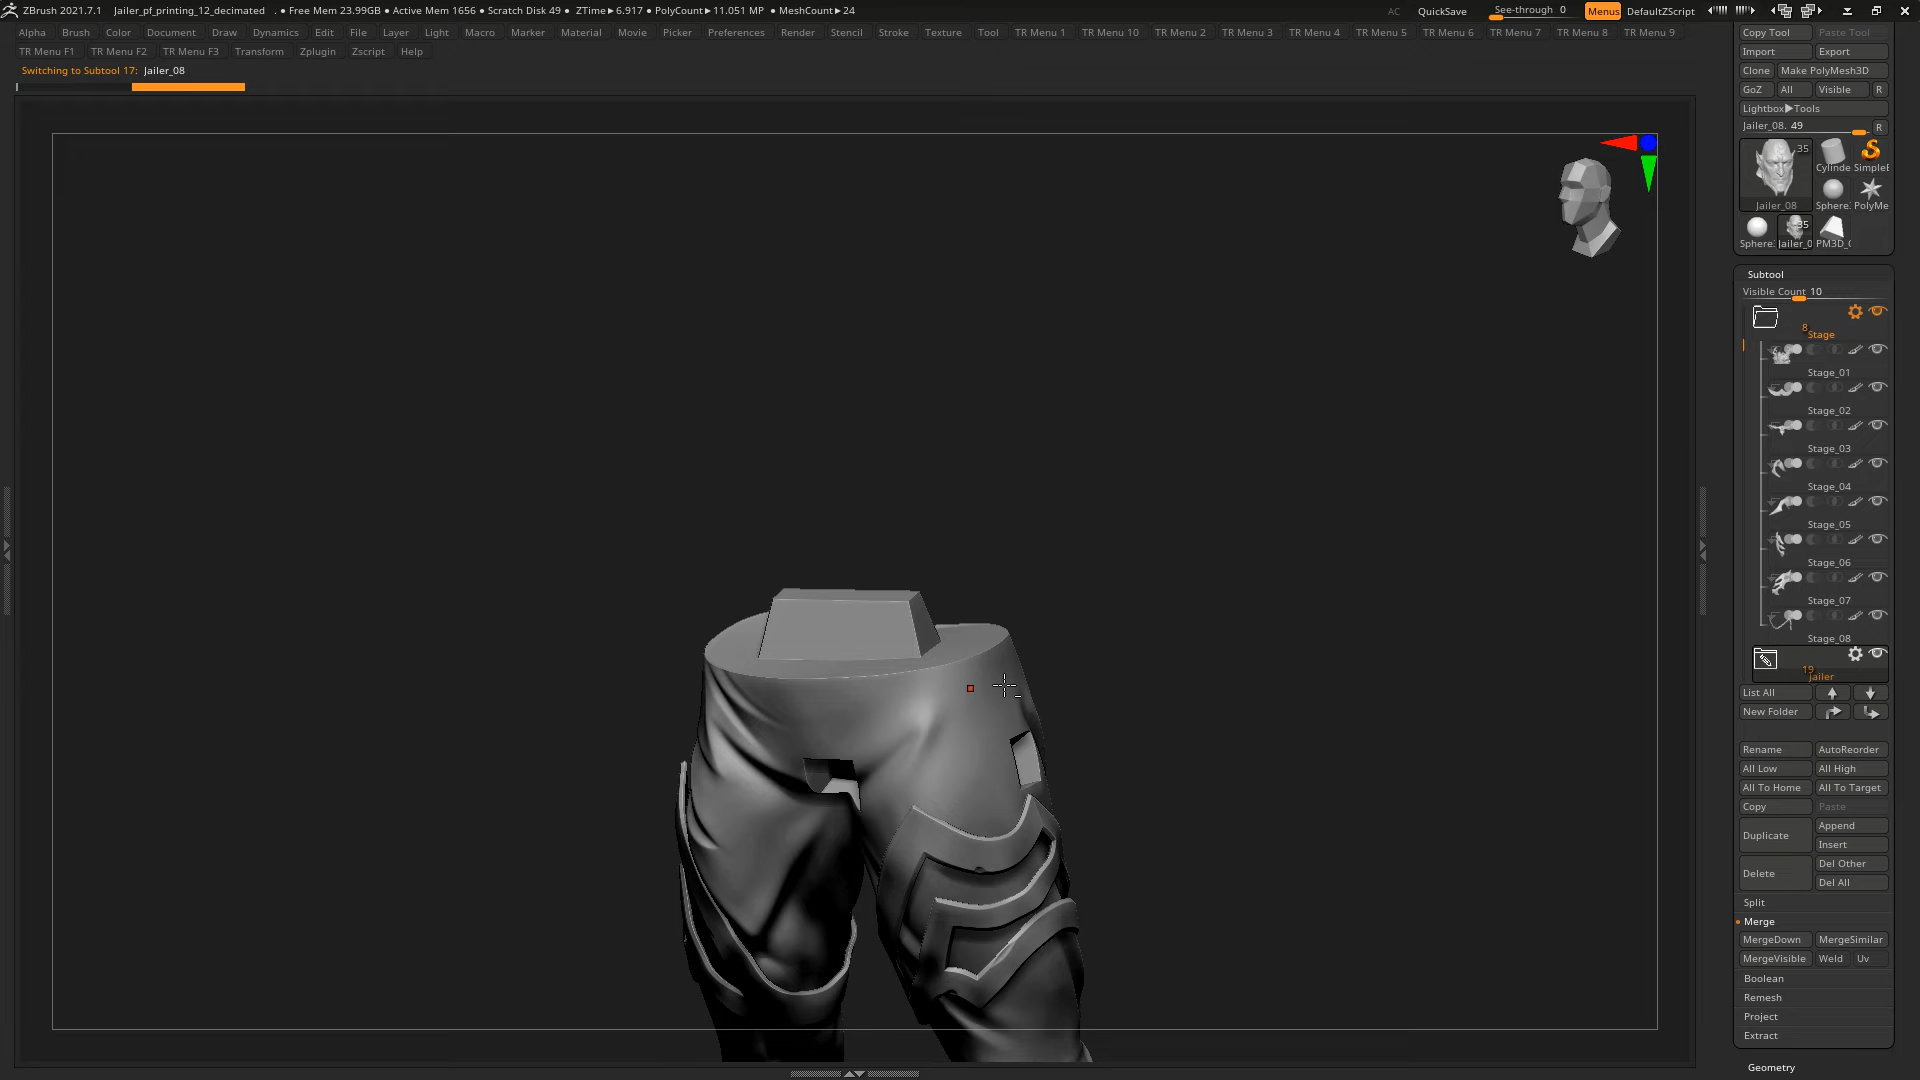 ZBrush 2021.7.1 Jailer_pf_printing_12_decimated . • Free Mem 23.99GB • Active Mem 1656 • Scratch Disk 49 • ZTime▸6.917 • PolyCount▸11.051 MP • MeshCount▸24 AC QuickSave See-through 0 Menus DefaultZScript
Alpha Brush Color Document Draw Dynamics Edit File Layer Light Macro Marker Material Movie Picker Preferences Render Stencil Stroke Texture Tool TR Menu 1 TR Menu 10 TR Menu 2 TR Menu 3 TR Menu 4 TR Menu 5 TR Menu 6 TR Menu 7 TR Menu 8 TR Menu 9
TR Menu F1 TR Menu F2 TR Menu F3 Transform Zplugin Zscript Help
Switching to Subtool 17: Jailer_08
Copy Tool Paste Tool
Import Export
Clone Make PolyMesh3D
GoZ All Visible R
Lightbox▶Tools
Jailer_08. 49 R
35
Cylinde SimpleE
Jailer_08 Sphere. PolyMe
35
Sphere. Jailer_0 PM3D_C
Subtool
Visible Count 10
8
Stage
Stage_01
Stage_02
Stage_03
Stage_04
Stage_05
Stage_06
Stage_07
Stage_08
19
Jailer
List All
New Folder
Rename AutoReorder
All Low All High
All To Home All To Target
Copy Paste
Duplicate Append
Insert
Delete Del Other
Del All
Split
Merge
MergeDown MergeSimilar
MergeVisible Weld Uv
Boolean
Remesh
Project
Extract
Geometry